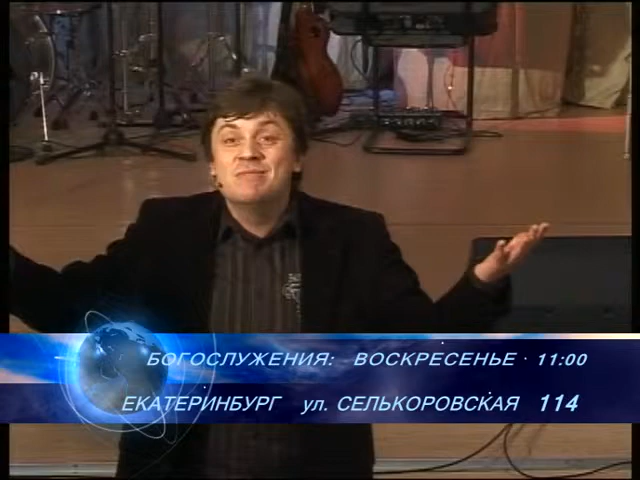 БОГОСЛУЖЕНИЯ: ВОСКРЕСЕНЬЕ 11:00
ЕКАТЕРИНБУРГ ул. СЕЛЬКОРОВСКАЯ 114